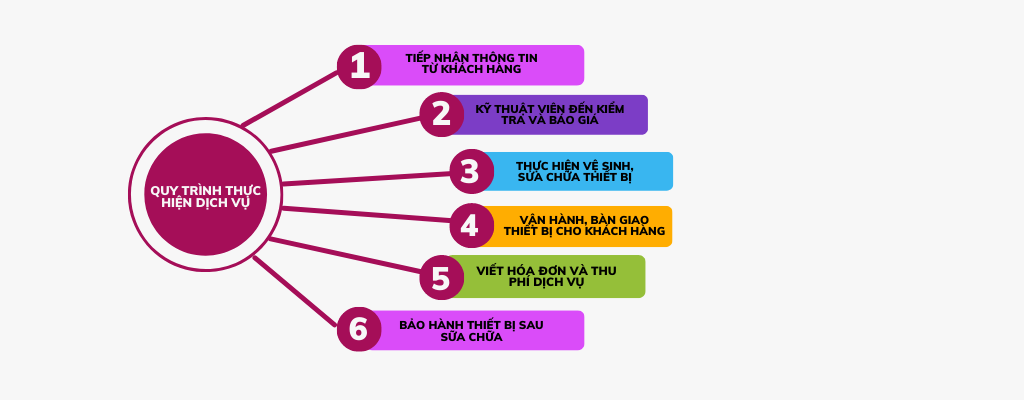 QUY TRÌNH THỰC
HIỆN DỊCH VỤ
1
TIẾP NHẬN THÔNG TIN
TỪ KHÁCH HÀNG
2
KỸ THUẬT VIÊN ĐẾN KIỂM
TRA VÀ BÁO GIÁ
3
THỰC HIỆN VỆ SINH,
SỬA CHỮA THIẾT BỊ
4
VẬN HÀNH, BÀN GIAO
THIẾT BỊ CHO KHÁCH HÀNG
5
VIẾT HÓA ĐƠN VÀ THU
PHÍ DỊCH VỤ
6
BẢO HÀNH THIẾT BỊ SAU
SỮA CHỮA